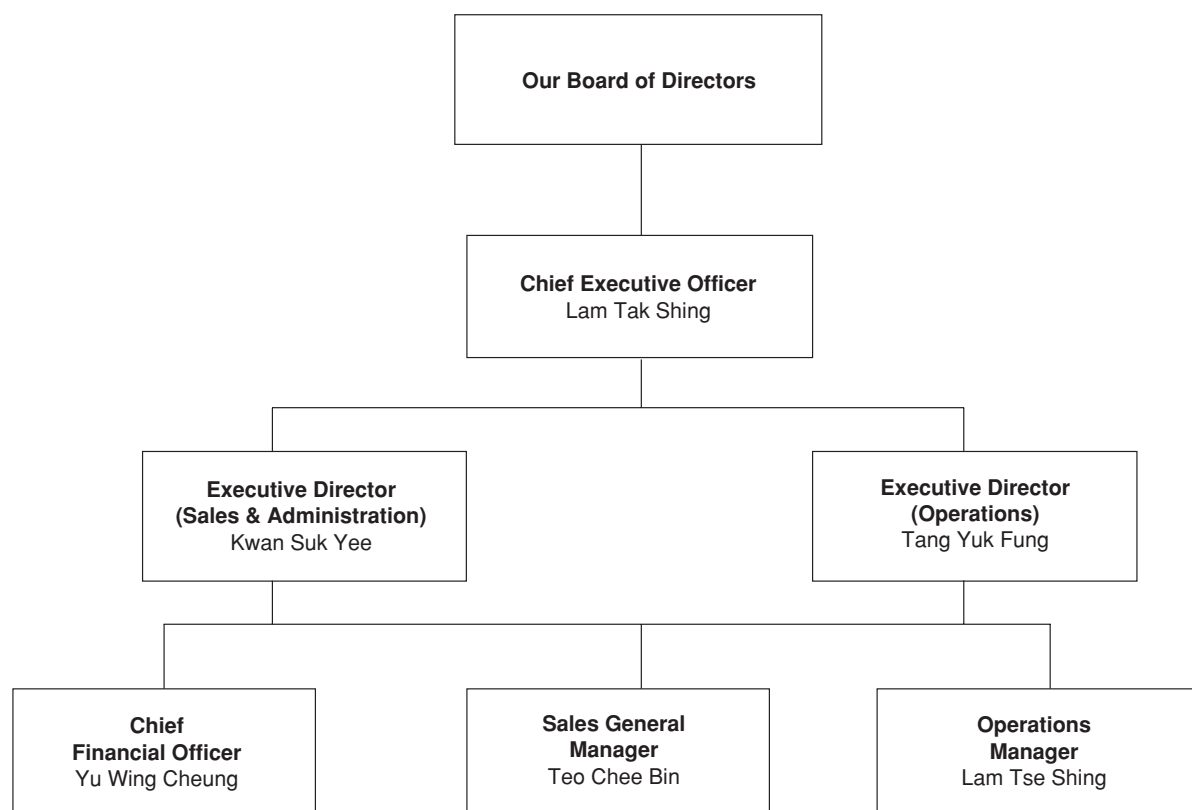 Our Board of Directors
Chief Executive Officer
Lam Tak Shing
Executive Director
(Sales & Administration)
Kwan Suk Yee
Executive Director
(Operations)
Tang Yuk Fung
Chief
Financial Officer
Yu Wing Cheung
Sales General
Manager
Teo Chee Bin
Operations
Manager
Lam Tse Shing